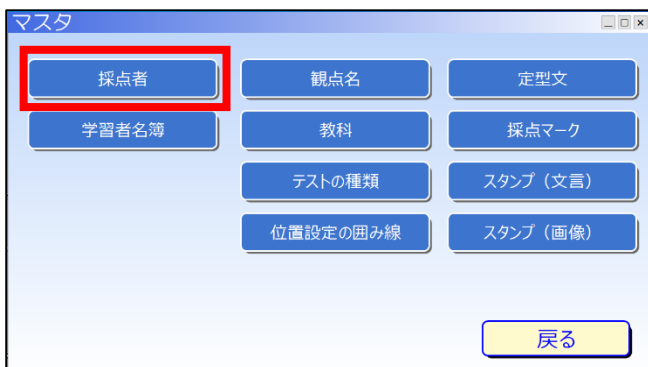 マスタ
採点者 観点名 定型文
学習者名簿 教科 採点マーク
テストの種類 スタンプ（文言）
位置設定の囲み線 スタンプ（画像）
戻る